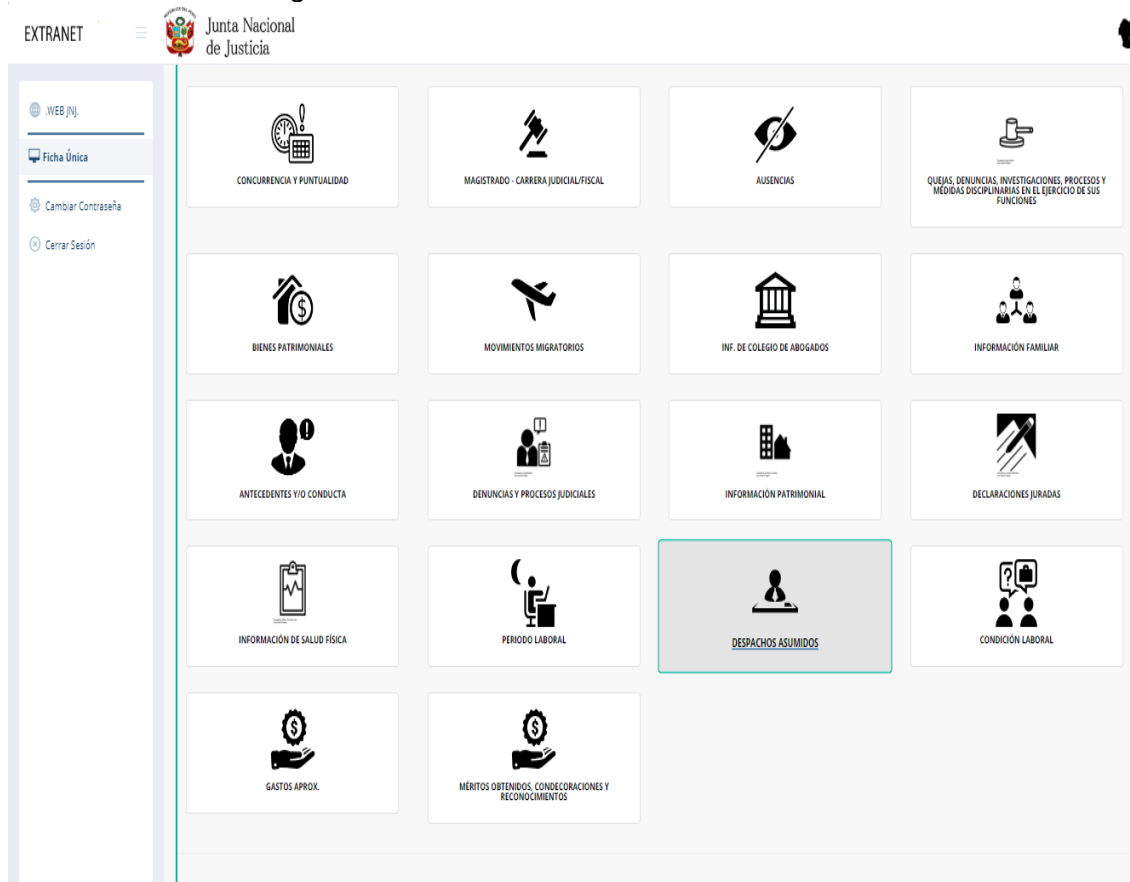 EXTRANET
Junta Nacional
de Justicia
.WEB JNJ.
Ficha Única
Cambiar Contraseña
Cerrar Sesión
CONCURRENCIA Y PUNTUALIDAD
MAGISTRADO - CARRERA JUDICIAL/FISCAL
AUSENCIAS
QUEJAS, DENUNCIAS, INVESTIGACIONES, PROCESOS Y
MEDIDAS DISCIPLINARIAS EN EL EJERCICIO DE SUS
FUNCIONES
BIENES PATRIMONIALES
MOVIMIENTOS MIGRATORIOS
INF. DE COLEGIO DE ABOGADOS
INFORMACIÓN FAMILIAR
ANTECEDENTES Y/O CONDUCTA
DENUNCIAS Y PROCESOS JUDICIALES
INFORMACIÓN PATRIMONIAL
DECLARACIONES JURADAS
INFORMACIÓN DE SALUD FÍSICA
PERIODO LABORAL
DESPACHOS ASUMIDOS
CONDICIÓN LABORAL
GASTOS APROX.
MÉRITOS OBTENIDOS, CONDECORACIONES Y
RECONOCIMIENTOS